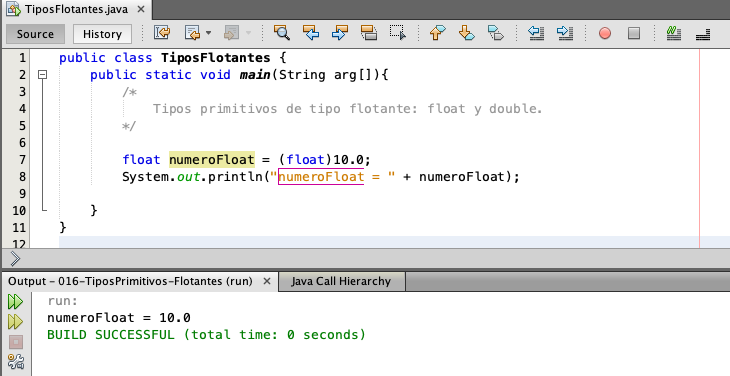 TiposFlotantes.java ×
Source History
1 public class TiposFlotantes {
2 public static void main(String arg[]){
3 /*
4 Tipos primitivos de tipo flotante: float y double.
5 */
6
7 float numeroFloat = (float)10.0;
8 System.out.println("numeroFloat = " + numeroFloat);
9
10 }
11 }
12
Output - 016-TiposPrimitivos-Flotantes (run) × Java Call Hierarchy
run:
numeroFloat = 10.0
BUILD SUCCESSFUL (total time: 0 seconds)